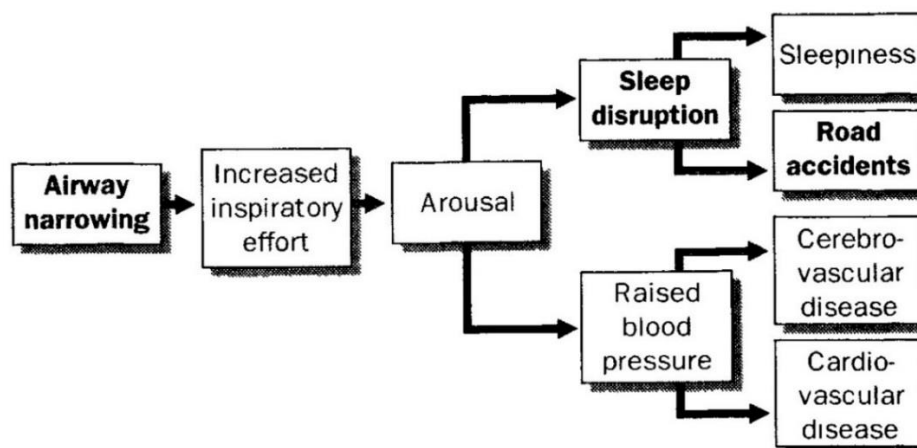 Airway
narrowing
Increased
inspiratory
effort
Arousal
Sleep
disruption
Sleepiness
Road
accidents
Raised
blood
pressure
Cerebro-
vascular
disease
Cardio-
vascular
disease